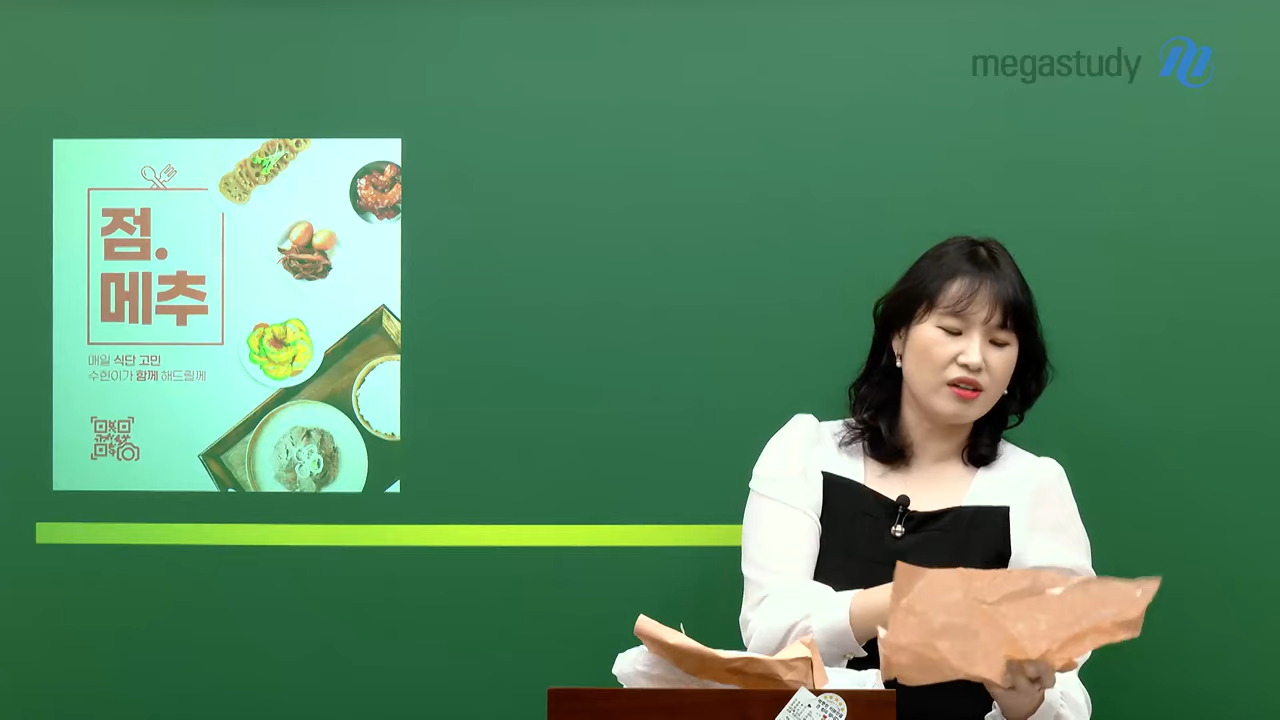 megastudy
점.
메추
매일 식단 고민
수현이가 함께 해드릴께